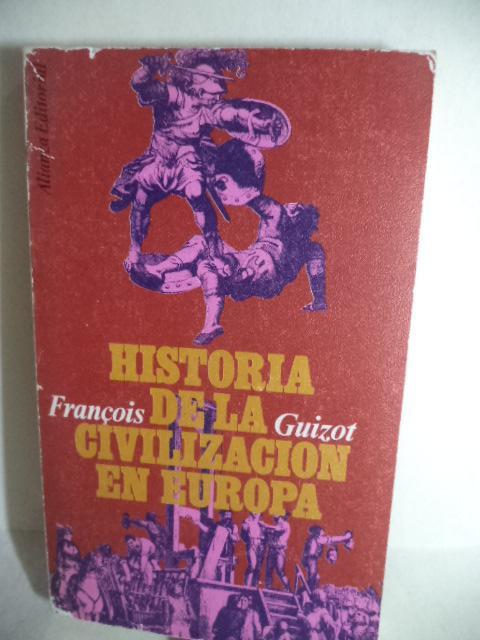 Alianza Editorial
HISTORIA
DE LA
François Guizot
CIVILIZACION
EN EUROPA